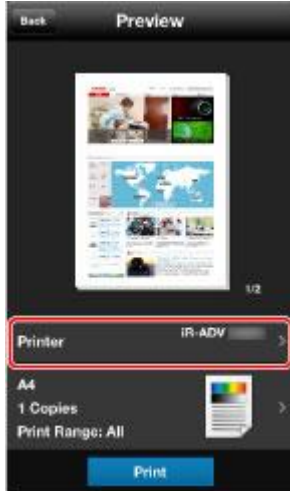 Back
Preview
1/2
Printer
iR-ADV
A4
1 Copies
Print Range: All
Print